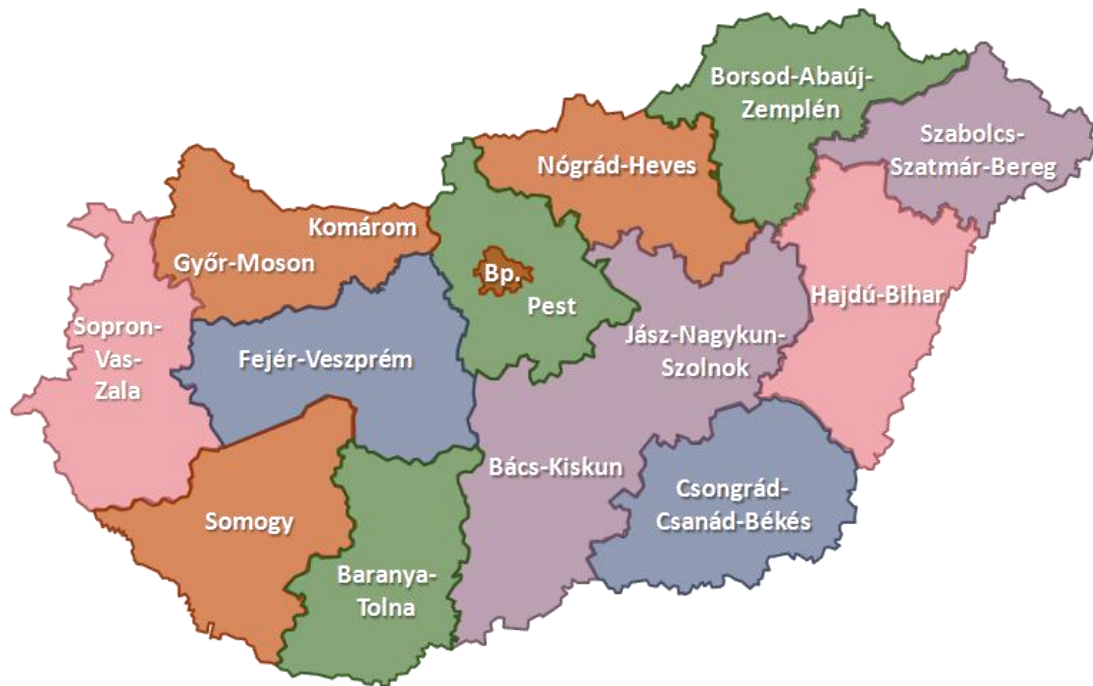 Borsod-Abaúj-
Zemplén
Szabolcs-
Szatmár-Bereg
Nógrád-Heves
Komárom
Győr-Moson
Bp.
Pest
Hajdú-Bihar
Sopron-
Vas-
Zala
Fejér-Veszprém
Jász-Nagykun-
Szolnok
Bács-Kiskun
Csongrád-
Csanád-Békés
Somogy
Baranya-
Tolna